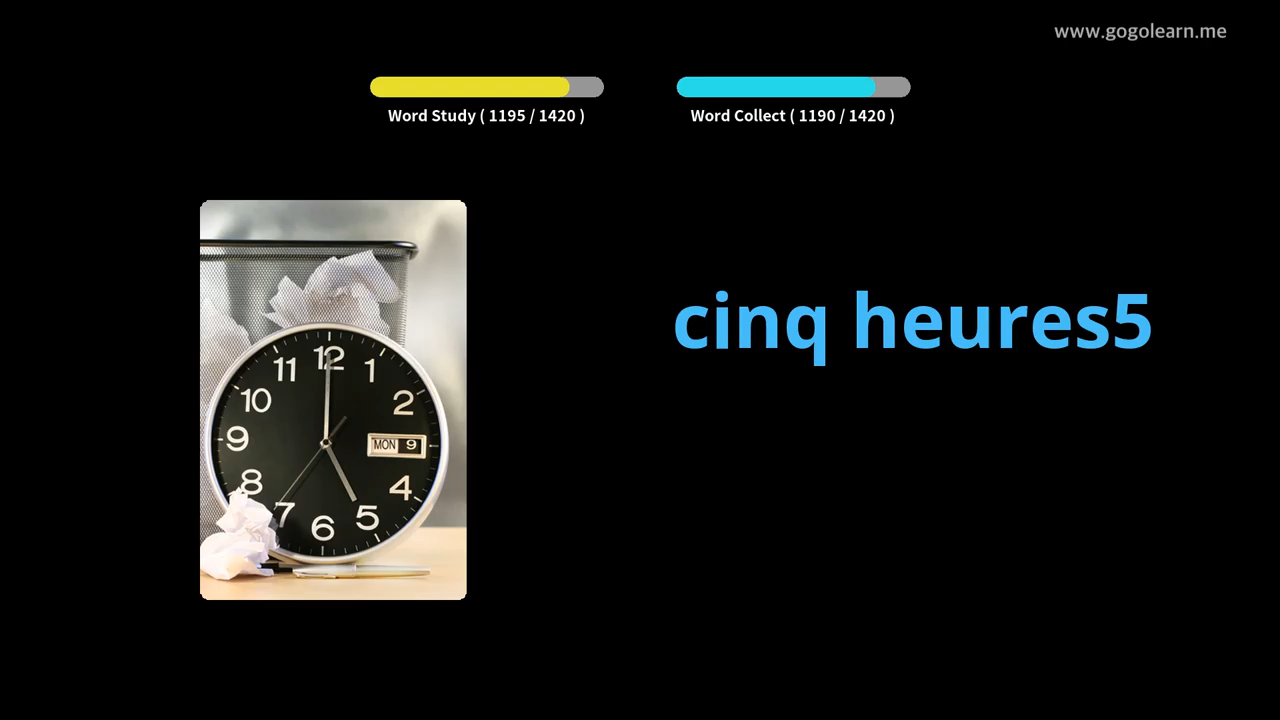 www.gogolearn.me
Word Study ( 1195 / 1420 )
Word Collect ( 1190 / 1420 )
cinq heures5
12
11
1
10
2
9
MON 9
8
4
7
5
6